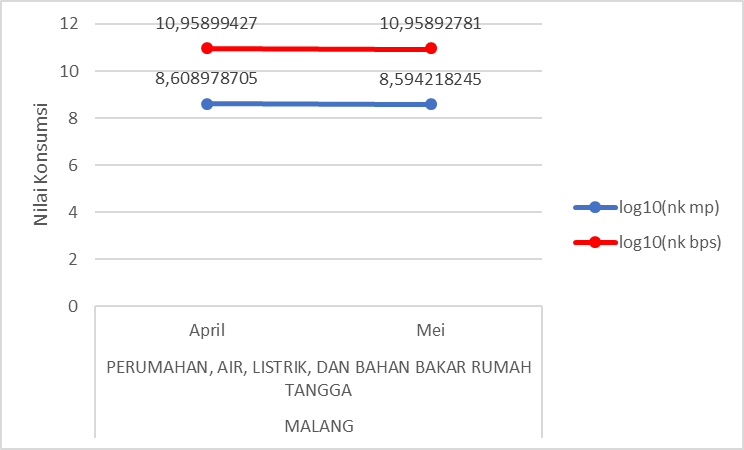 12
10,95899427
10,95892781
10
8,608978705
8,594218245
8
6
4
2
0
Nilai Konsumsi
log10(nk mp)
log10(nk bps)
April
Mei
PERUMAHAN, AIR, LISTRIK, DAN BAHAN BAKAR RUMAH
TANGGA
MALANG